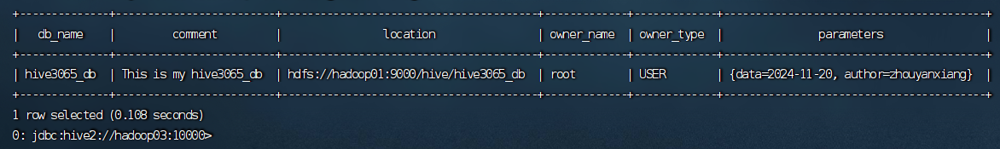 +--------------+------------------------+--------------------------------------+-------------+-------------+---------------------------------------+
| db_name | comment | location | owner_name | owner_type | parameters |
+--------------+------------------------+--------------------------------------+-------------+-------------+---------------------------------------+
| hive3065_db | This is my hive3065_db | hdfs://hadoop01:9000/hive/hive3065_db | root | USER | {data=2024-11-20, author=zhouyanxiang} |
+--------------+------------------------+--------------------------------------+-------------+-------------+---------------------------------------+
1 row selected (0.108 seconds)
0: jdbc:hive2://hadoop03:10000>